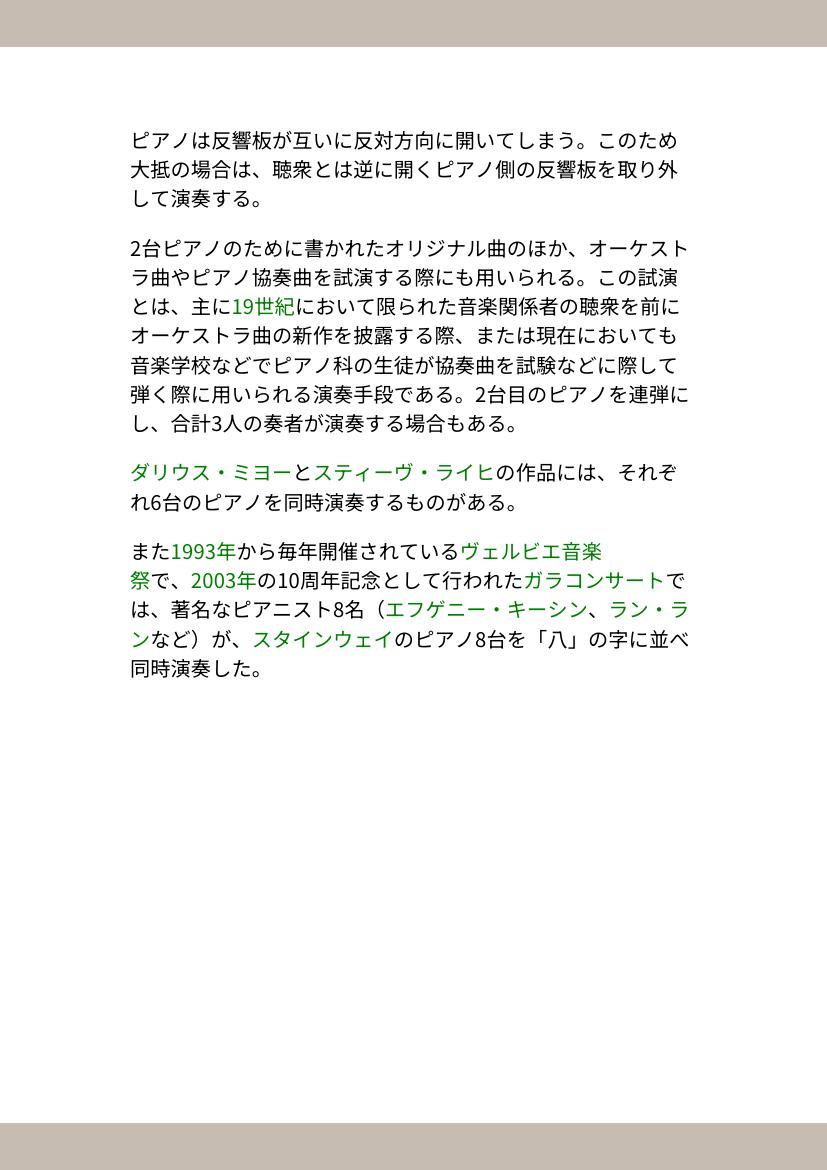 ピアノは反響板が互いに反対方向に開いてしまう。このため
大抵の場合は、聴衆とは逆に開くピアノ側の反響板を取り外
して演奏する。
2台ピアノのために書かれたオリジナル曲のほか、オーケスト
ラ曲やピアノ協奏曲を試演する際にも用いられる。この試演
とは、主に19世紀において限られた音楽関係者の聴衆を前に
オーケストラ曲の新作を披露する際、または現在においても
音楽学校などでピアノ科の生徒が協奏曲を試験などに際して
弾く際に用いられる演奏手段である。2台目のピアノを連弾に
し、合計3人の奏者が演奏する場合もある。
ダリウス・ミヨーとスティーヴ・ライヒの作品には、それぞ
れ6台のピアノを同時演奏するものがある。
また1993年から毎年開催されているヴェルビエ音楽
祭で、2003年の10周年記念として行われたガラコンサートで
は、著名なピアニスト8名（エフゲニー・キーシン、ラン・ラ
ンなど）が、スタインウェイのピアノ8台を「八」の字に並べ
同時演奏した。